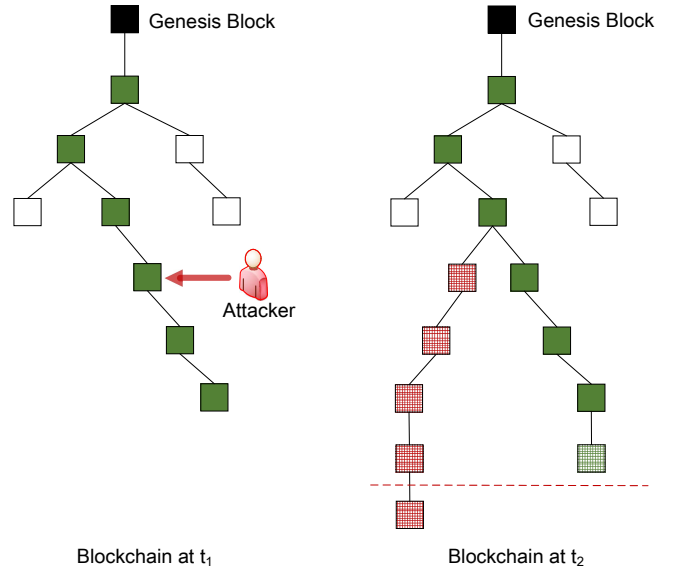 Genesis Block
Genesis Block
Attacker
Blockchain at t₁
Blockchain at t₂